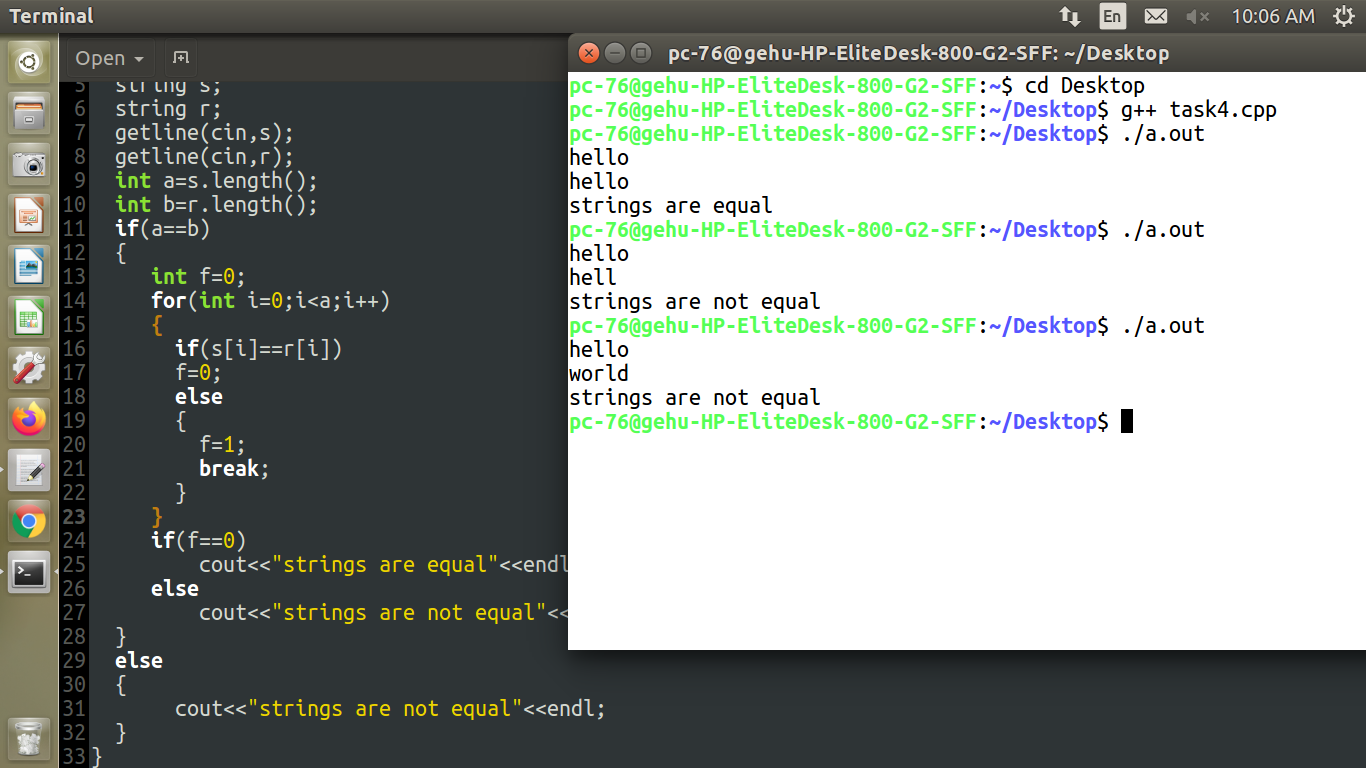 Terminal
En
10:06 AM
Open
5 string s;
6 string r;
7 getline(cin,s);
8 getline(cin,r);
9 int a=s.length();
10 int b=r.length();
11 if(a==b)
12 {
13 int f=0;
14 for(int i=0;i<a;i++)
15 {
16 if(s[i]==r[i])
17 f=0;
18 else
19 {
20 f=1;
21 break;
22 }
23 }
24 if(f==0)
25 cout<<"strings are equal"<<endl
26 else
27 cout<<"strings are not equal"<<
28 }
29 else
30 {
31 cout<<"strings are not equal"<<endl;
32 }
33 }
pc-76@gehu-HP-EliteDesk-800-G2-SFF: ~/Desktop
pc-76@gehu-HP-EliteDesk-800-G2-SFF:~$ cd Desktop
pc-76@gehu-HP-EliteDesk-800-G2-SFF:~/Desktop$ g++ task4.cpp
pc-76@gehu-HP-EliteDesk-800-G2-SFF:~/Desktop$ ./a.out
hello
hello
strings are equal
pc-76@gehu-HP-EliteDesk-800-G2-SFF:~/Desktop$ ./a.out
hello
hell
strings are not equal
pc-76@gehu-HP-EliteDesk-800-G2-SFF:~/Desktop$ ./a.out
hello
world
strings are not equal
pc-76@gehu-HP-EliteDesk-800-G2-SFF:~/Desktop$